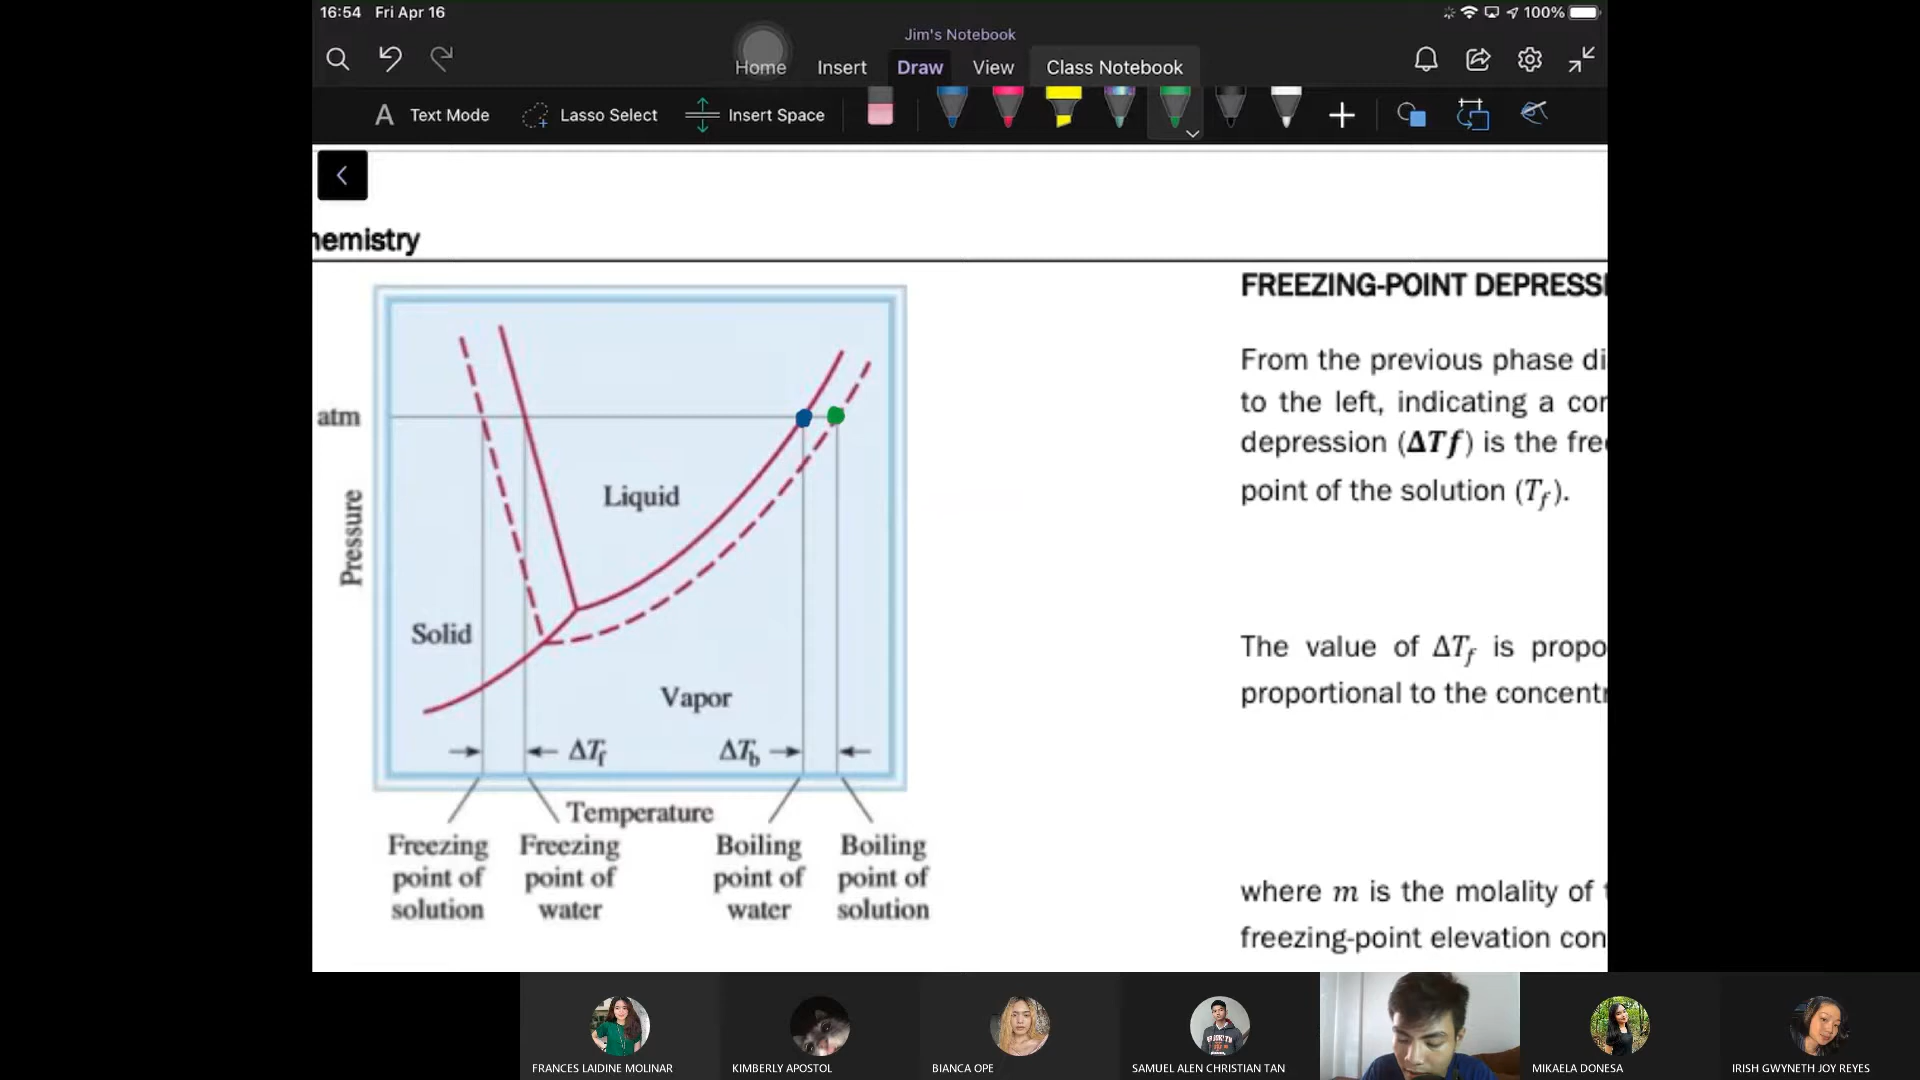 16:54 Fri Apr 16
100%
Jim's Notebook
Home Insert Draw View Class Notebook
A Text Mode Lasso Select Insert Space
hemistry
atm
Pressure
Liquid
Solid
Vapor
ΔTf
ΔTb
Temperature
Freezing point of solution
Freezing point of water
Boiling point of water
Boiling point of solution
FREEZING-POINT DEPRESSI
From the previous phase di
to the left, indicating a cor
depression (ΔTf) is the free
point of the solution (Tf).
The value of ΔTf is propo
proportional to the concentr
where m is the molality of t
freezing-point elevation con
FRANCES LAIDINE MOLINAR
KIMBERLY APOSTOL
BIANCA OPE
SAMUEL ALEN CHRISTIAN TAN
MIKAELA DONESA
IRISH GWYNETH JOY REYES